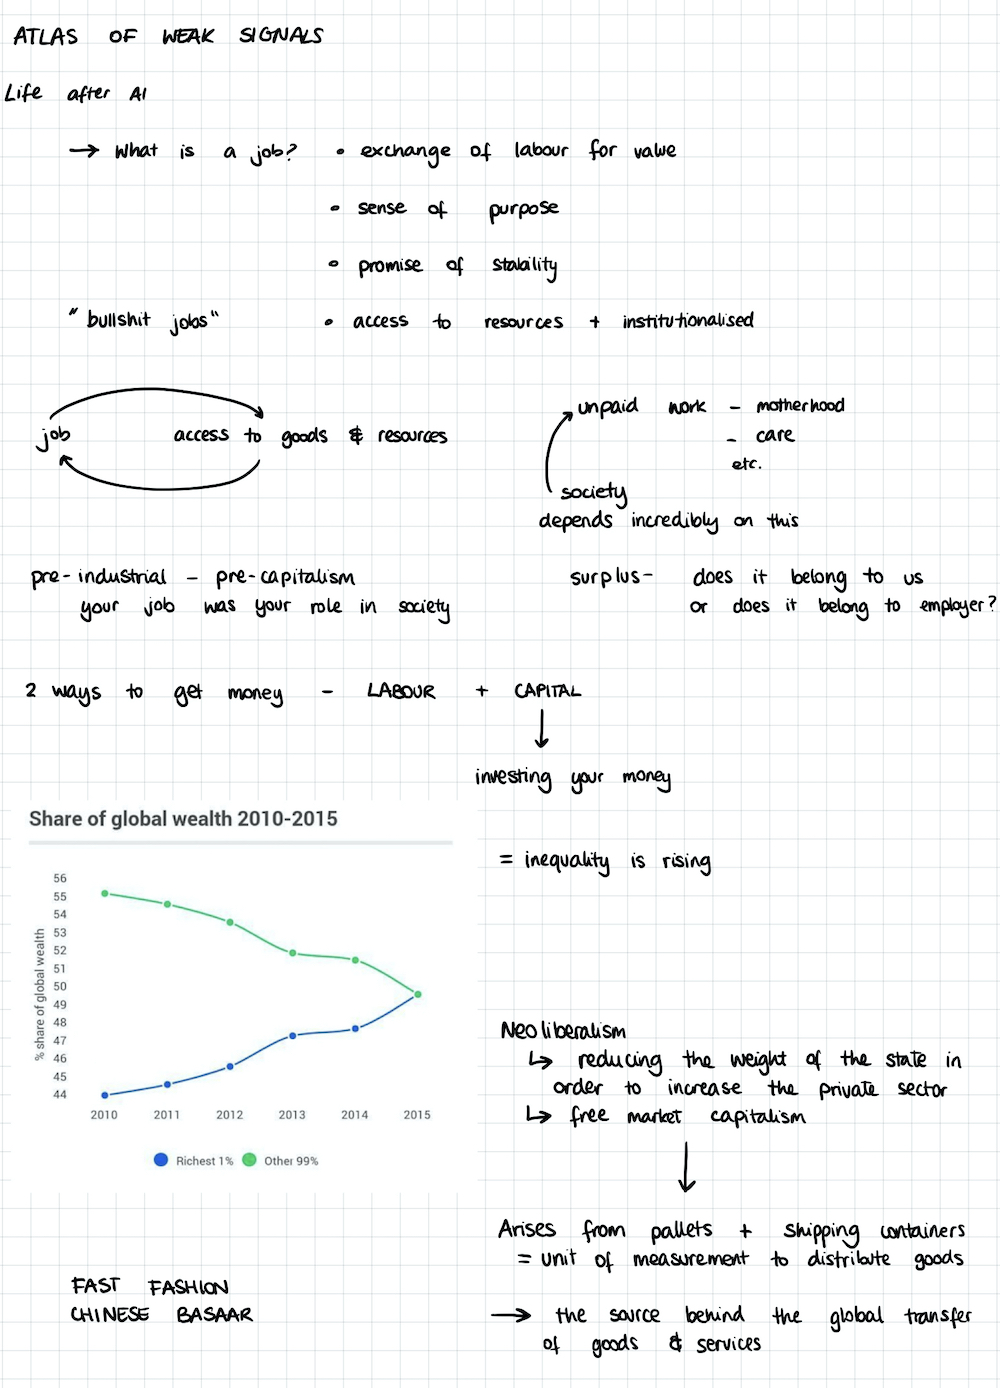 ATLAS OF WEAK SIGNALS
Life after AI
→ What is a job? • exchange of labour for value
• sense of purpose
• promise of stability
"bullshit jobs" • access to resources + institutionalised
job access to goods & resources
unpaid work - motherhood
- care
etc.
society
depends incredibly on this
pre-industrial - pre-capitalism
your job was your role in society
surplus- does it belong to us
or does it belong to employer?
2 ways to get money - LABOUR + CAPITAL
investing your money
= inequality is rising
Share of global wealth 2010-2015
% share of global wealth
56
55
54
53
52
51
50
49
48
47
46
45
44
2010 2011 2012 2013 2014 2015
Richest 1% Other 99%
Neoliberalism
↳ reducing the weight of the state in
order to increase the private sector
↳ free market capitalism
Arises from pallets + shipping containers
= unit of measurement to distribute goods
→ the source behind the global transfer
of goods & services
FAST FASHION
CHINESE BASAAR